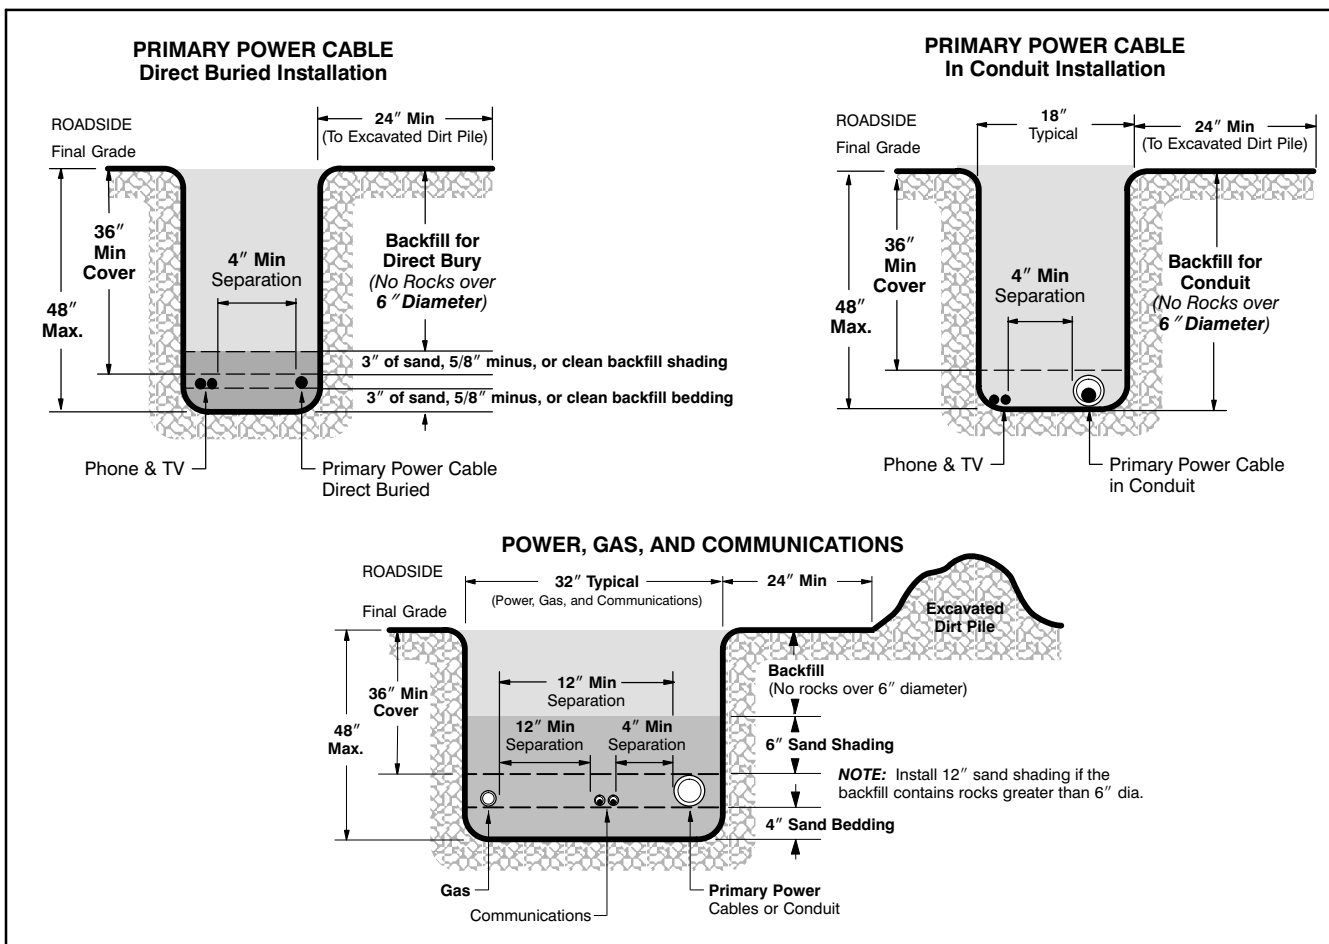 PRIMARY POWER CABLE
Direct Buried Installation
ROADSIDE
Final Grade
24″ Min
(To Excavated Dirt Pile)
36″
Min
Cover
48″
Max.
4″ Min
Separation
Backfill for
Direct Bury
(No Rocks over
6 ″ Diameter)
3″ of sand, 5/8″ minus, or clean backfill shading
3″ of sand, 5/8″ minus, or clean backfill bedding
Phone & TV
Primary Power Cable
Direct Buried
PRIMARY POWER CABLE
In Conduit Installation
ROADSIDE
Final Grade
18″
Typical
24″ Min
(To Excavated Dirt Pile)
36″
Min
Cover
48″
Max.
4″ Min
Separation
Backfill for
Conduit
(No Rocks over
6 ″ Diameter)
Phone & TV
Primary Power Cable
in Conduit
POWER, GAS, AND COMMUNICATIONS
ROADSIDE
Final Grade
32″ Typical
(Power, Gas, and Communications)
24″ Min
Excavated
Dirt Pile
36″ Min
Cover
48″
Max.
12″ Min
Separation
12″ Min
Separation
4″ Min
Separation
Backfill
(No rocks over 6″ diameter)
6″ Sand Shading
NOTE: Install 12″ sand shading if the
backfill contains rocks greater than 6″ dia.
4″ Sand Bedding
Gas
Communications
Primary Power
Cables or Conduit